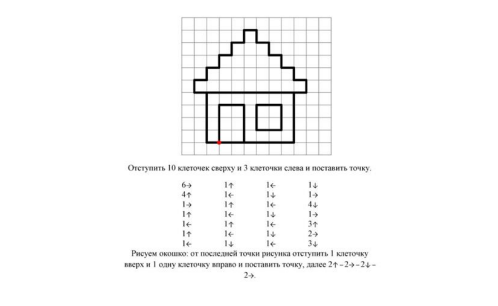 Отступить 10 клеточек сверху и 3 клеточки слева и поставить точку.
6→ 1↑ 1← 1↓
4↑ 1← 1↓ 1→
1→ 1↑ 1← 4↓
1↑ 1← 1↓ 1←
1← 1↑ 1← 3↑
1↑ 1← 1↓ 2→
1← 1↓ 1← 3↓
Рисуем окошко: от последней точки рисунка отступить 1 клеточку
вверх и 1 одну клеточку вправо и поставить точку, далее 2↑ – 2→ – 2↓ –
2→.